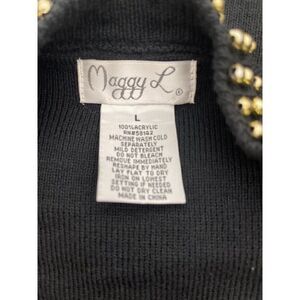 Maggy L ®
L
100% ACRYLIC
RN#58182
MACHINE WASH COLD
SEPARATELY
MILD DETERGENT
DO NOT BLEACH
REMOVE IMMEDIATELY
RESHAPE BY HAND
LAY FLAT TO DRY
IRON ON LOWEST
SETTING IF NEEDED
DO NOT DRY CLEAN
MADE IN CHINA